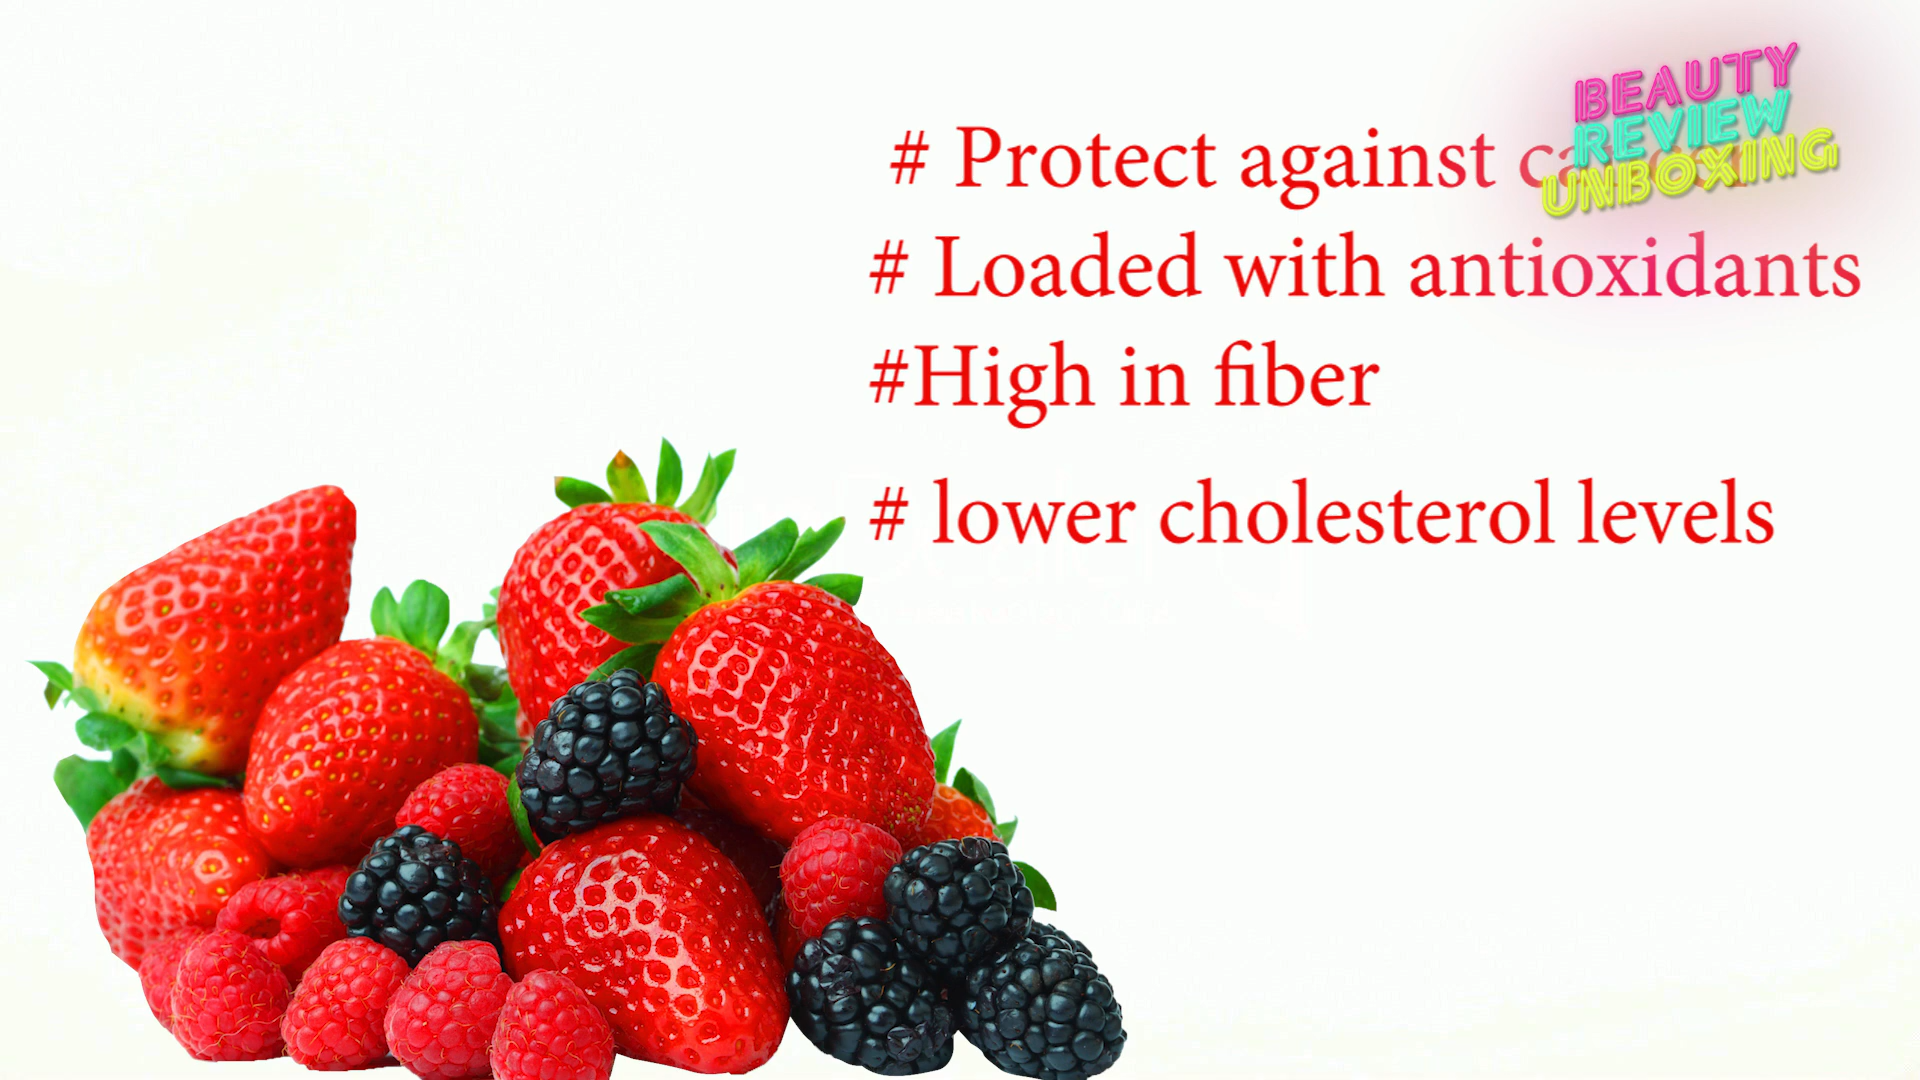 BEAUTY
REVIEW
UNBOXING
# Protect against
# Loaded with antioxidants
#High in fiber
# lower cholesterol levels